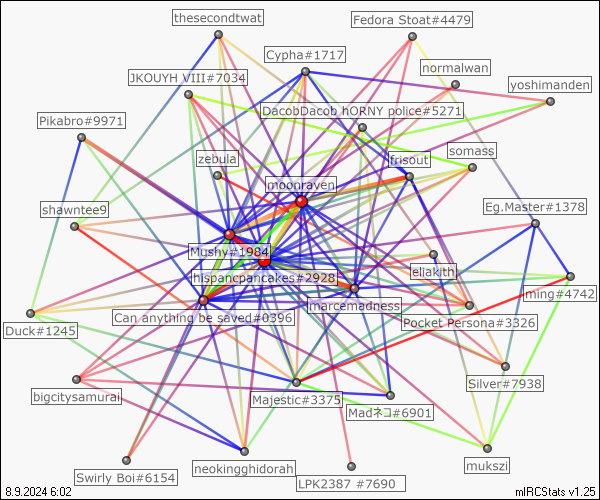 thesecondtwat
Fedora Stoat#4479
Cypha#1717
normalwan
JKOUYH VIII#7034
yoshimanden
DacobDacob hORNY police#5271
Pikabro#9971
zebula
frisout
somass
moonraven
shawntee9
Eg.Master#1378
Mushy#1984
hispancpancakes#2928
ellakith
ming#4742
marcemadness
Can anything be saved#0396
Pocket Persona#3326
Duck#1245
Silver#7938
bigcitysamurai
Majestic#3375
Madネコ#6901
neokingghidorah
mukszi
Swirly Boi#6154
LPK2387 #7690
8.9.2024 6:02
mIRCStats v1.25